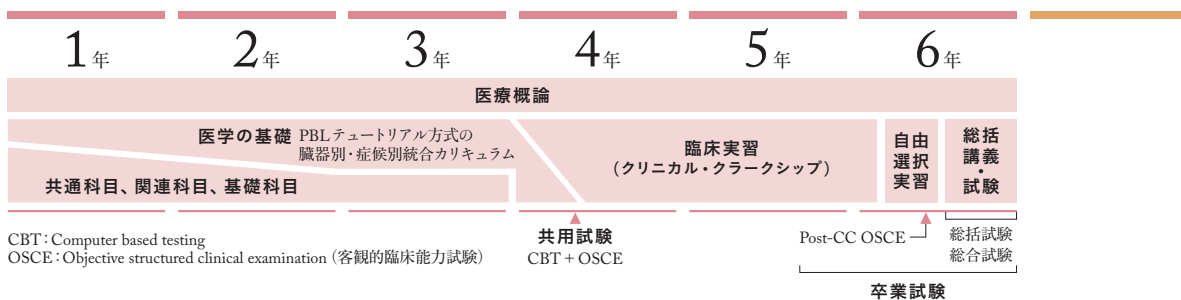 1年 2年 3年 4年 5年 6年
医療概論
医学の基礎 PBLテュートリアル方式の
臓器別・症候別統合カリキュラム
共通科目、関連科目、基礎科目
臨床実習
(クリニカル・クラークシップ)
自由
選択
実習
総括
講義
・
試験
CBT:Computer based testing
OSCE:Objective structured clinical examination(客観的臨床能力試験)
共用試験
CBT + OSCE
Post-CC OSCE
総括試験
総合試験
卒業試験